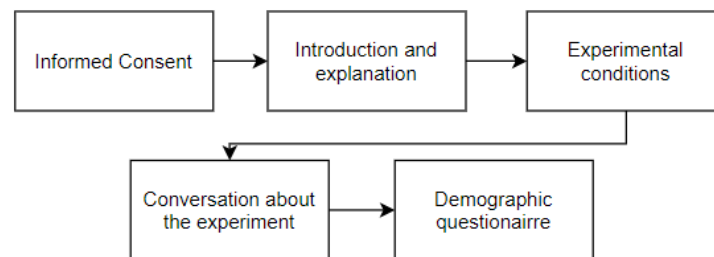 Informed Consent
Introduction and
explanation
Experimental
conditions
Conversation about
the experiment
Demographic
questionairre